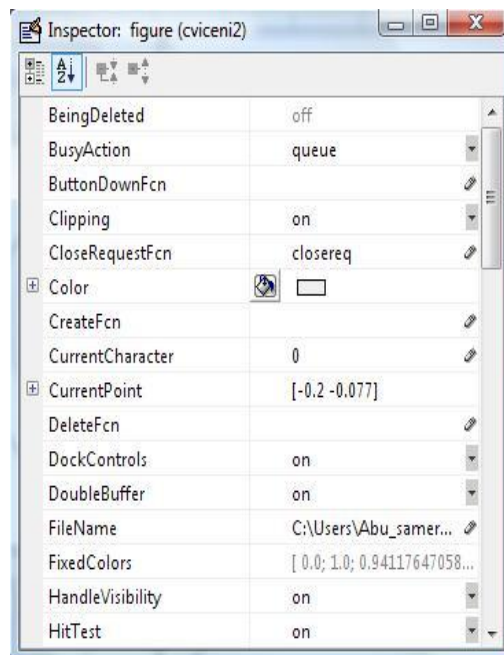 Inspector: figure (cviceni2)
BeingDeleted off
BusyAction queue
ButtonDownFcn
Clipping on
CloseRequestFcn closereq
Color
CreateFcn
CurrentCharacter 0
CurrentPoint [-0.2 -0.077]
DeleteFcn
DockControls on
DoubleBuffer on
FileName C:\Users\Abu_samer...
FixedColors [ 0.0; 1.0; 0.94117647058...
HandleVisibility on
HitTest on